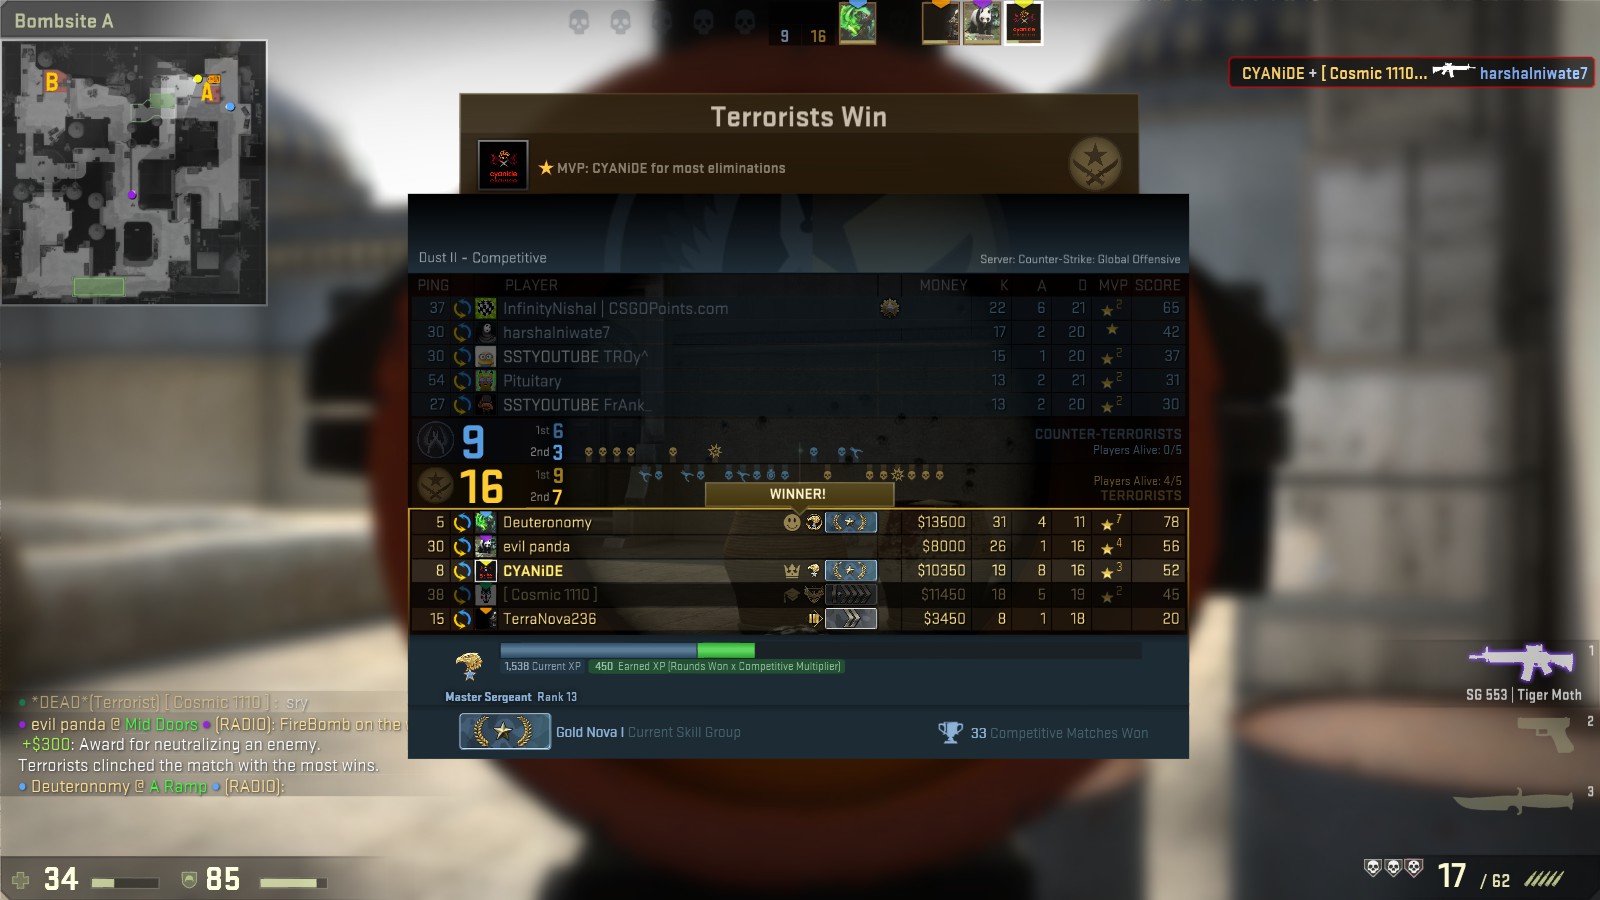 Bombsite A
B
A
9 16
CYANiDE + [ Cosmic 1110... harshalniwate7
Terrorists Win
MVP: CYANiDE for most eliminations
Dust II - Competitive
Server: Counter-Strike: Global Offensive
PING PLAYER MONEY K A D MVP SCORE
37 InfinityNishal | CSGOPoints.com 22 6 21 2 65
30 harshalniwate7 17 2 20 42
30 SSTYOUTUBE TROy^ 15 1 20 2 37
54 Pituitary 13 2 21 2 31
27 SSTYOUTUBE FrAnk_ 13 2 20 2 30
9 1st 6 COUNTER-TERRORISTS
2nd 3 Players Alive: 0/5
16 1st 9 Players Alive: 4/5
2nd 7 TERRORISTS
WINNER!
5 Deuteronomy $13500 31 4 11 7 78
30 evil panda $8000 26 1 16 4 56
8 CYANiDE $10350 19 8 16 3 52
38 [ Cosmic 1110 ] $11450 18 5 19 2 45
15 TerraNova236 $3450 8 1 18 20
1,538 Current XP 450 Earned XP (Rounds Won x Competitive Multiplier)
Master Sergeant Rank 13
Gold Nova I Current Skill Group
33 Competitive Matches Won
*DEAD*(Terrorist) [ Cosmic 1110 ] : sry
evil panda @ Mid Doors (RADIO): FireBomb on the
+$300: Award for neutralizing an enemy.
Terrorists clinched the match with the most wins.
Deuteronomy @ A Ramp (RADIO):
1
SG 553 | Tiger Moth
2
3
34 85
17 / 62